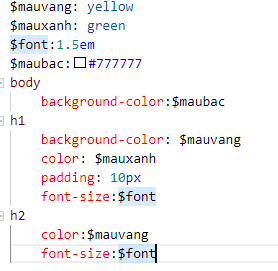 $mauvang: yellow
$mauxanh: green
$font:1.5em
$maubac:#777777
body
background-color:$maubac
h1
background-color: $mauvang
color: $mauxanh
padding: 10px
font-size:$font
h2
color:$mauvang
font-size:$font